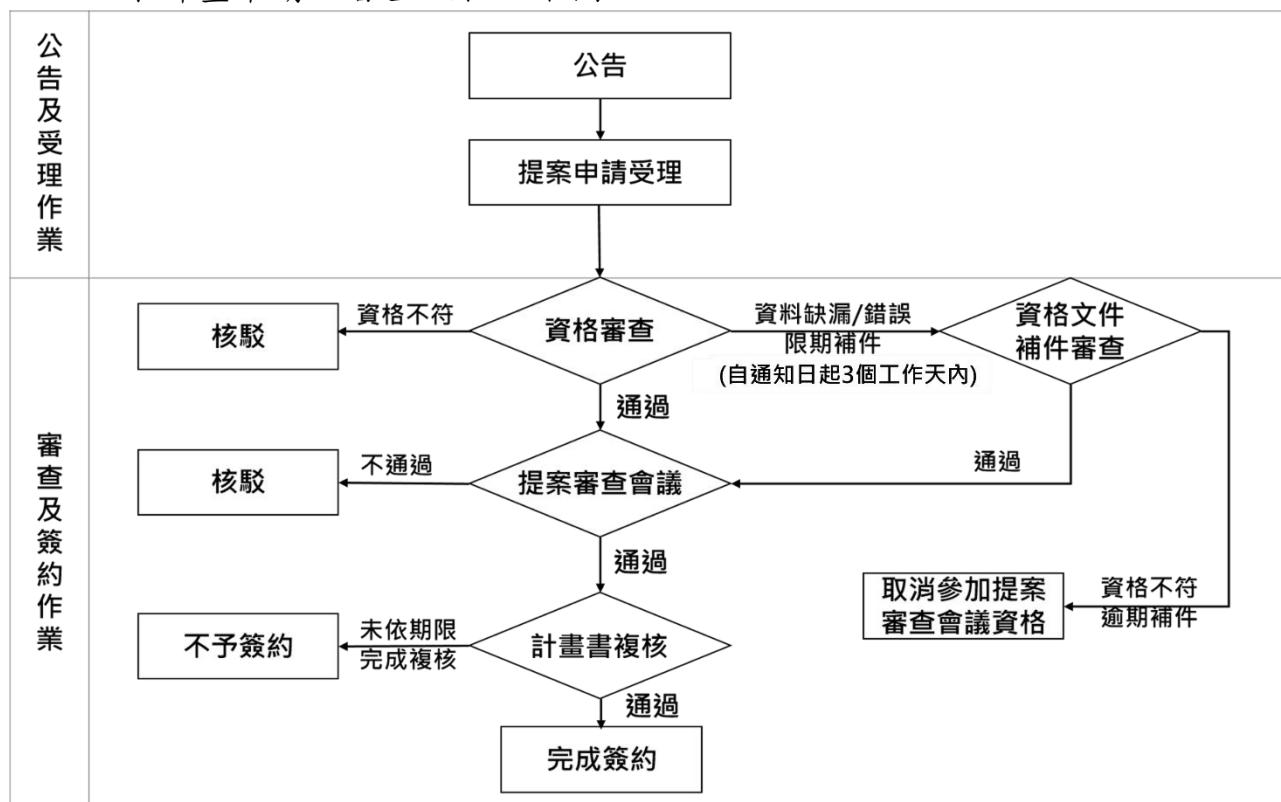 公告及受理作業
公告
提案申請受理
審查及簽約作業
核駁
資格不符
資格審查
資料缺漏/錯誤
限期補件
(自通知日起3個工作天內)
資格文件
補件審查
通過
核駁
不通過
提案審查會議
通過
通過
取消參加提案
審查會議資格
資格不符
逾期補件
不予簽約
未依期限
完成複核
計畫書複核
通過
完成簽約